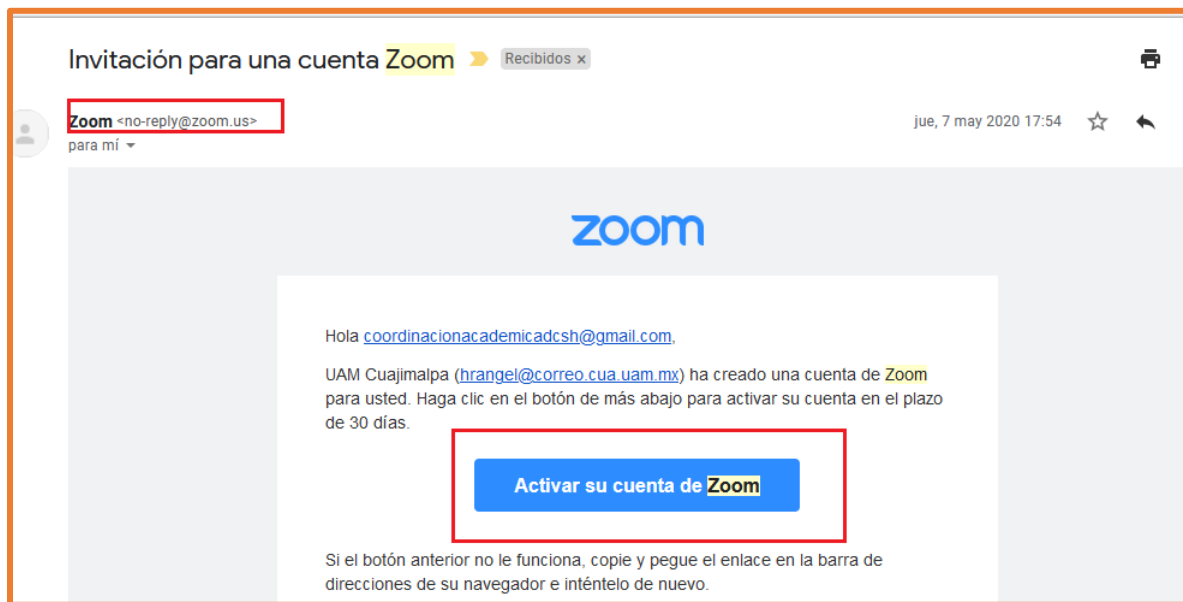 Invitación para una cuenta Zoom Recibidos x
Zoom <no-reply@zoom.us> jue, 7 may 2020 17:54
para mí
zoom
Hola coordinacionacademicadcsh@gmail.com,
UAM Cuajimalpa (hrangel@correo.cua.uam.mx) ha creado una cuenta de Zoom
para usted. Haga clic en el botón de más abajo para activar su cuenta en el plazo
de 30 días.
Activar su cuenta de Zoom
Si el botón anterior no le funciona, copie y pegue el enlace en la barra de
direcciones de su navegador e inténtelo de nuevo.